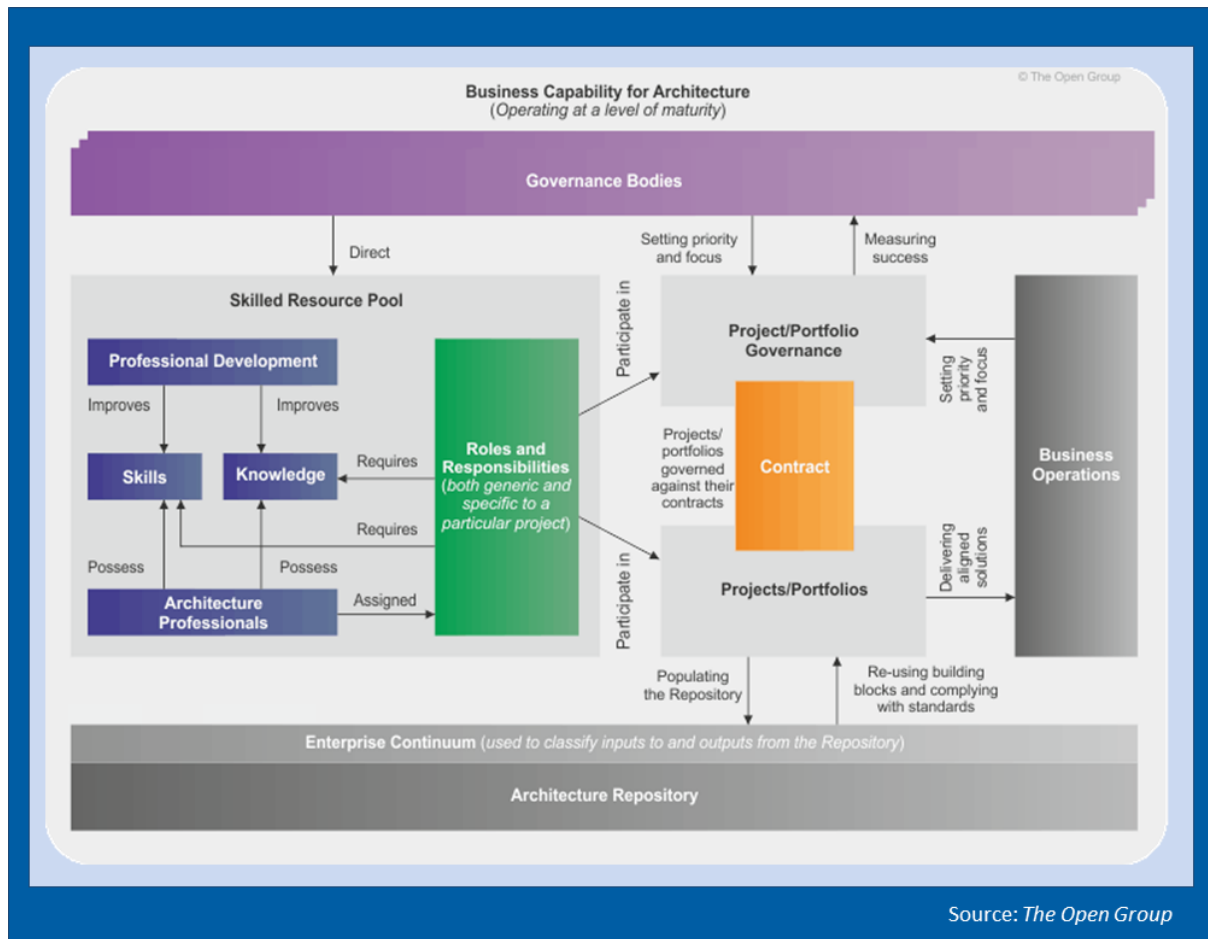 © The Open Group
Business Capability for Architecture
(Operating at a level of maturity)
Governance Bodies
Direct
Setting priority
and focus
Measuring
success
Skilled Resource Pool
Professional Development
Improves
Improves
Skills
Knowledge
Requires
Requires
Possess
Possess
Architecture
Professionals
Assigned
Roles and
Responsibilities
(both generic and
specific to a
particular project)
Participate in
Participate in
Project/Portfolio
Governance
Projects/
portfolios
governed
against their
contracts
Contract
Projects/Portfolios
Setting
priority
and focus
Delivering
aligned
solutions
Business
Operations
Populating
the Repository
Re-using building
blocks and complying
with standards
Enterprise Continuum (used to classify inputs to and outputs from the Repository)
Architecture Repository
Source: The Open Group